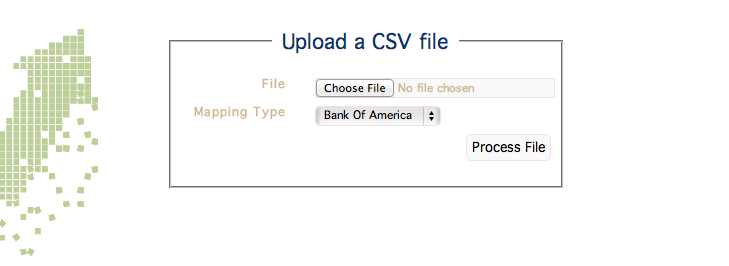 Upload a CSV file
File Choose File No file chosen
Mapping Type Bank Of America
Process File